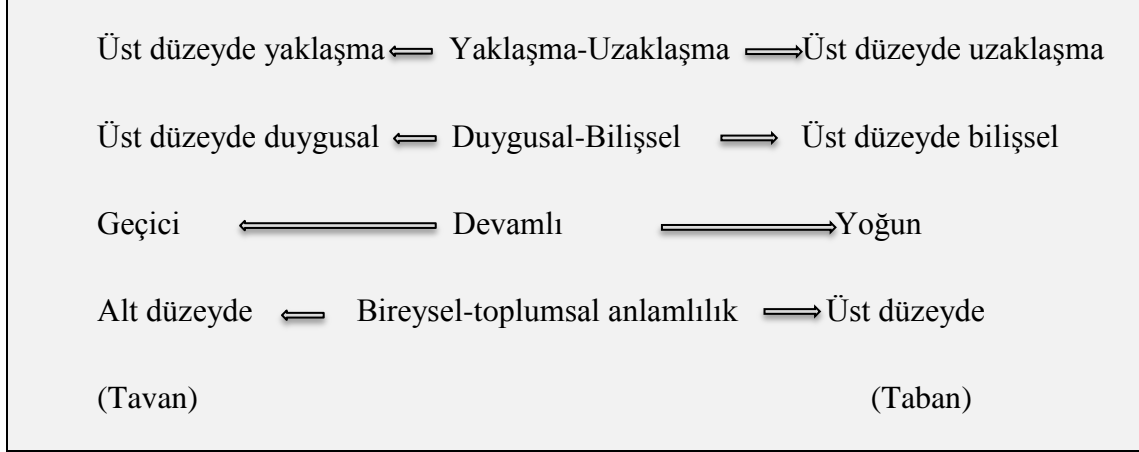 Üst düzeyde yaklaşma Yaklaşma-Uzaklaşma Üst düzeyde uzaklaşma
Üst düzeyde duygusal Duygusal-Bilişsel Üst düzeyde bilişsel
Geçici Devamlı Yoğun
Alt düzeyde Bireysel-toplumsal anlamlılık Üst düzeyde
(Tavan) (Taban)